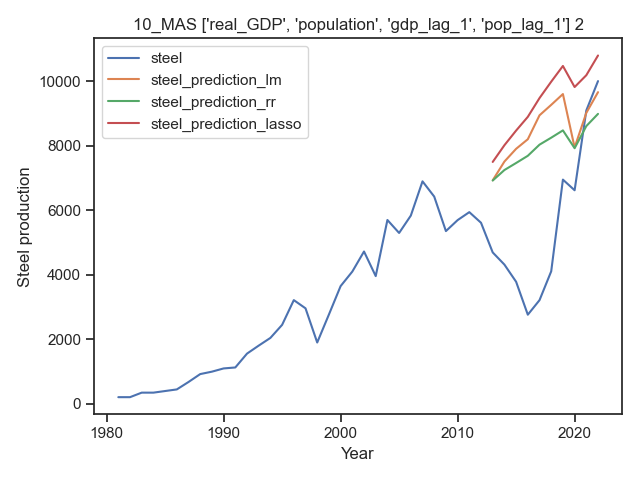 10_MAS ['real_GDP', 'population', 'gdp_lag_1', 'pop_lag_1'] 2
steel
steel_prediction_lm
steel_prediction_rr
steel_prediction_lasso
Steel production
10000
8000
6000
4000
2000
0
1980
1990
2000
2010
2020
Year